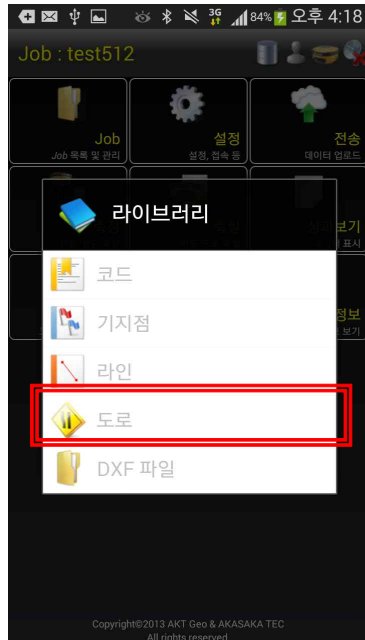 3G 84% 오후 4:18
Job : test512
Job 설정 전송
Job 목록 및 관리 설정, 접속 등 데이터 업로드
라이브러리
보기
표시
코드
기지점
정보
보기
라인
도로
DXF 파일
Copyright©2013 AKT Geo & AKASAKA TEC
All rights reserved